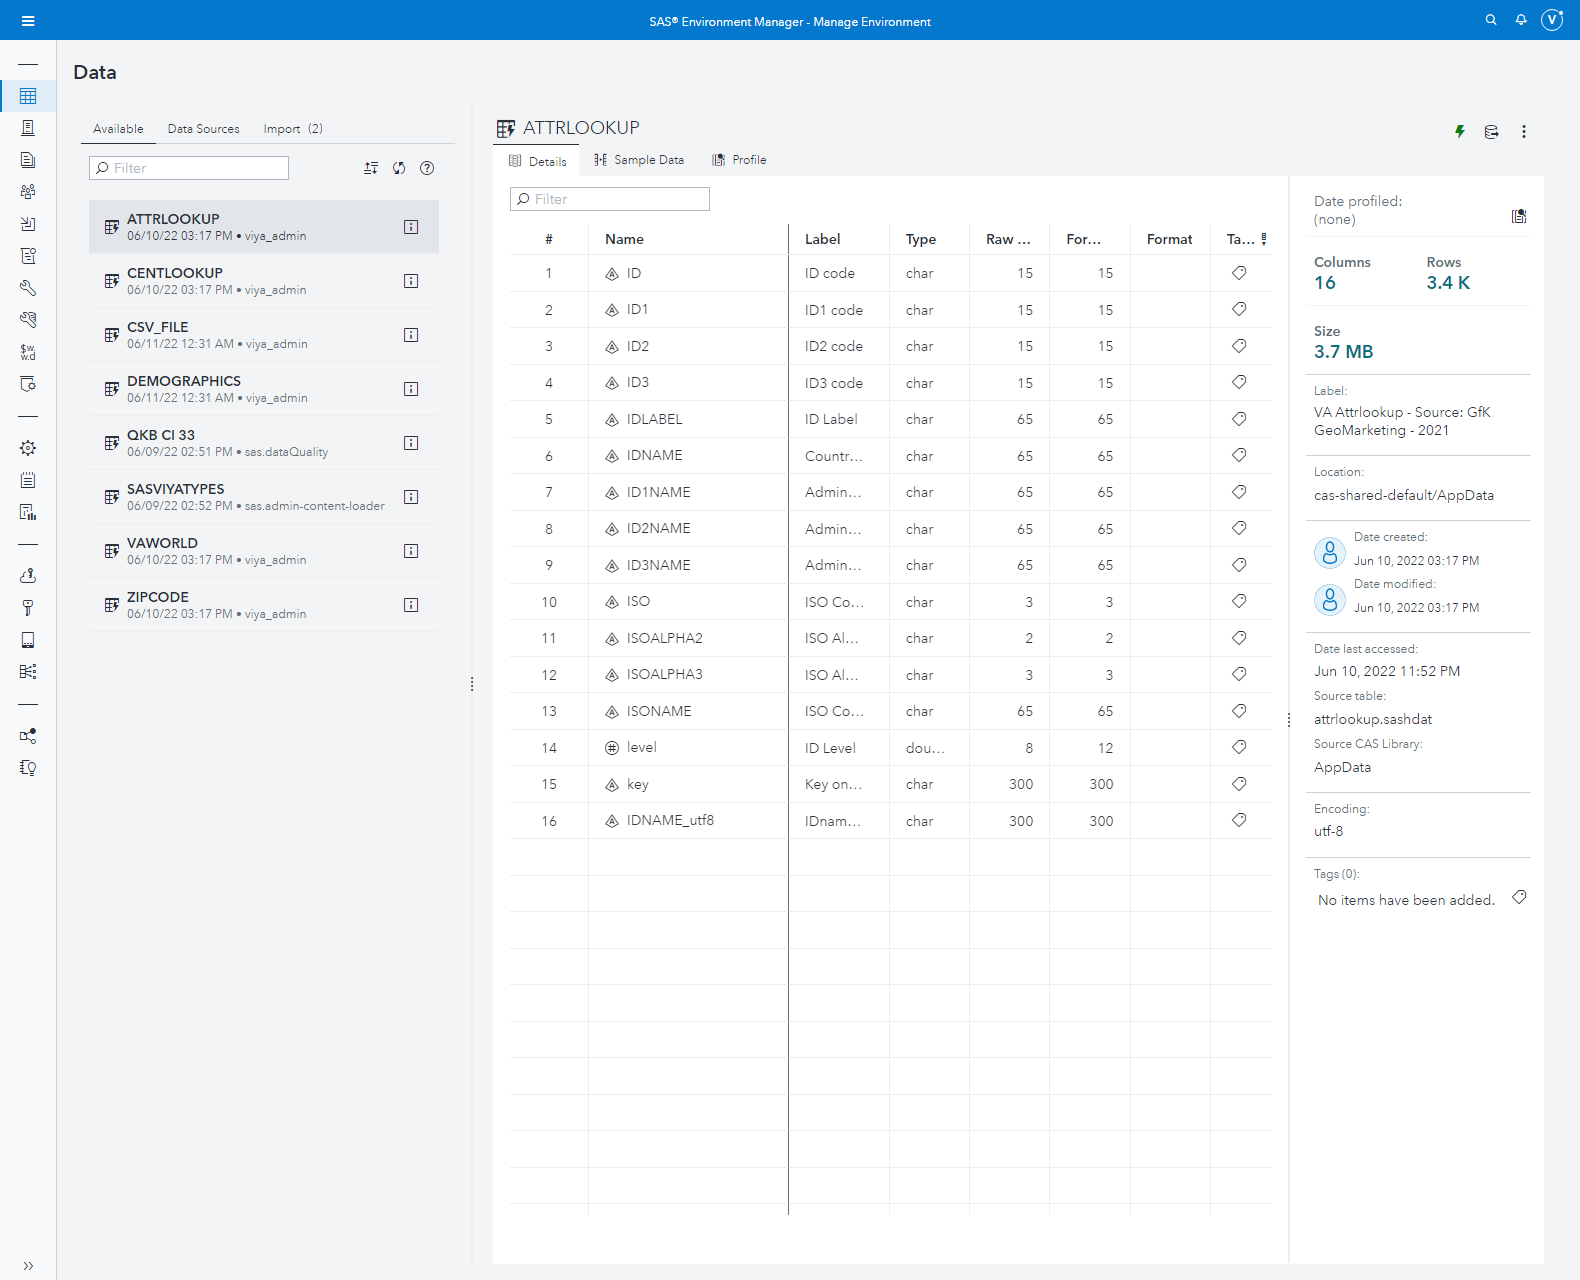 SAS® Environment Manager - Manage Environment
V
Data
Available
Data Sources
Import (2)
Filter
ATTRLOOKUP
06/10/22 03:17 PM • viya_admin
CENTLOOKUP
06/10/22 03:17 PM • viya_admin
CSV_FILE
06/11/22 12:31 AM • viya_admin
DEMOGRAPHICS
06/11/22 12:31 AM • viya_admin
QKB CI 33
06/09/22 02:51 PM • sas.dataQuality
SASVIYATYPES
06/09/22 02:52 PM • sas.admin-content-loader
VAWORLD
06/10/22 03:17 PM • viya_admin
ZIPCODE
06/10/22 03:17 PM • viya_admin
$w.
w.d
ATTRLOOKUP
Details
Sample Data
Profile
Filter
# Name Label Type Raw ... For... Format Ta...
1 ID ID code char 15 15
2 ID1 ID1 code char 15 15
3 ID2 ID2 code char 15 15
4 ID3 ID3 code char 15 15
5 IDLABEL ID Label char 65 65
6 IDNAME Countr... char 65 65
7 ID1NAME Admin... char 65 65
8 ID2NAME Admin... char 65 65
9 ID3NAME Admin... char 65 65
10 ISO ISO Co... char 3 3
11 ISOALPHA2 ISO Al... char 2 2
12 ISOALPHA3 ISO Al... char 3 3
13 ISONAME ISO Co... char 65 65
14 level ID Level dou... 8 12
15 key Key on... char 300 300
16 IDNAME_utf8 IDnam... char 300 300
Date profiled:
(none)
Columns Rows
16 3.4 K
Size
3.7 MB
Label:
VA Attrlookup - Source: GfK
GeoMarketing - 2021
Location:
cas-shared-default/AppData
Date created:
Jun 10, 2022 03:17 PM
Date modified:
Jun 10, 2022 03:17 PM
Date last accessed:
Jun 10, 2022 11:52 PM
Source table:
attrlookup.sashdat
Source CAS Library:
AppData
Encoding:
utf-8
Tags (0):
No items have been added.